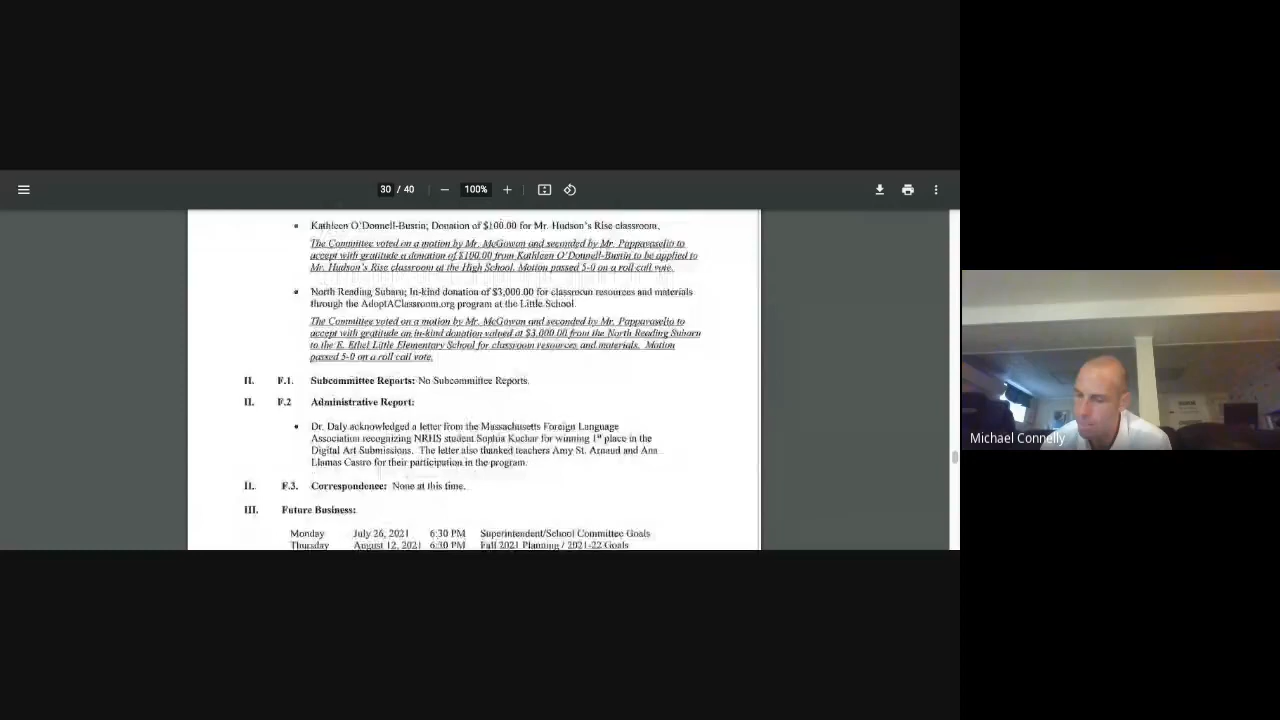 30 / 40
100%
Kathleen O'Donnell-Bustin; Donation of $100.00 for Mr. Hudson's Rise classroom.
The Committee voted on a motion by Mr. McGowan and seconded by Mr. Pappavaselio to
accept with gratitude a donation of $100.00 from Kathleen O'Donnell-Bustin to be applied to
Mr. Hudson's Rise classroom at the High School. Motion passed 5-0 on a roll call vote.
North Reading Subaru; In-kind donation of $3,000.00 for classroom resources and materials
through the AdoptAClassroom.org program at the Little School.
The Committee voted on a motion by Mr. McGowan and seconded by Mr. Pappavaselio to
accept with gratitude an in-kind donation valued at $3,000.00 from the North Reading Subaru
to the E. Ethel Little Elementary School for classroom resources and materials. Motion
passed 5-0 on a roll call vote.
II. F.1. Subcommittee Reports: No Subcommittee Reports.
II. F.2 Administrative Report:
Dr. Daly acknowledged a letter from the Massachusetts Foreign Language
Association recognizing NRHS student Sophia Kuchar for winning 1st place in the
Digital Art Submissions. The letter also thanked teachers Amy St. Arnaud and Ana
Llamas Castro for their participation in the program.
II. F.3. Correspondence: None at this time.
III. Future Business:
Monday July 26, 2021 6:30 PM Superintendent/School Committee Goals
Thursday August 12, 2021 6:30 PM Fall 2021 Planning / 2021-22 Goals
Michael Connelly